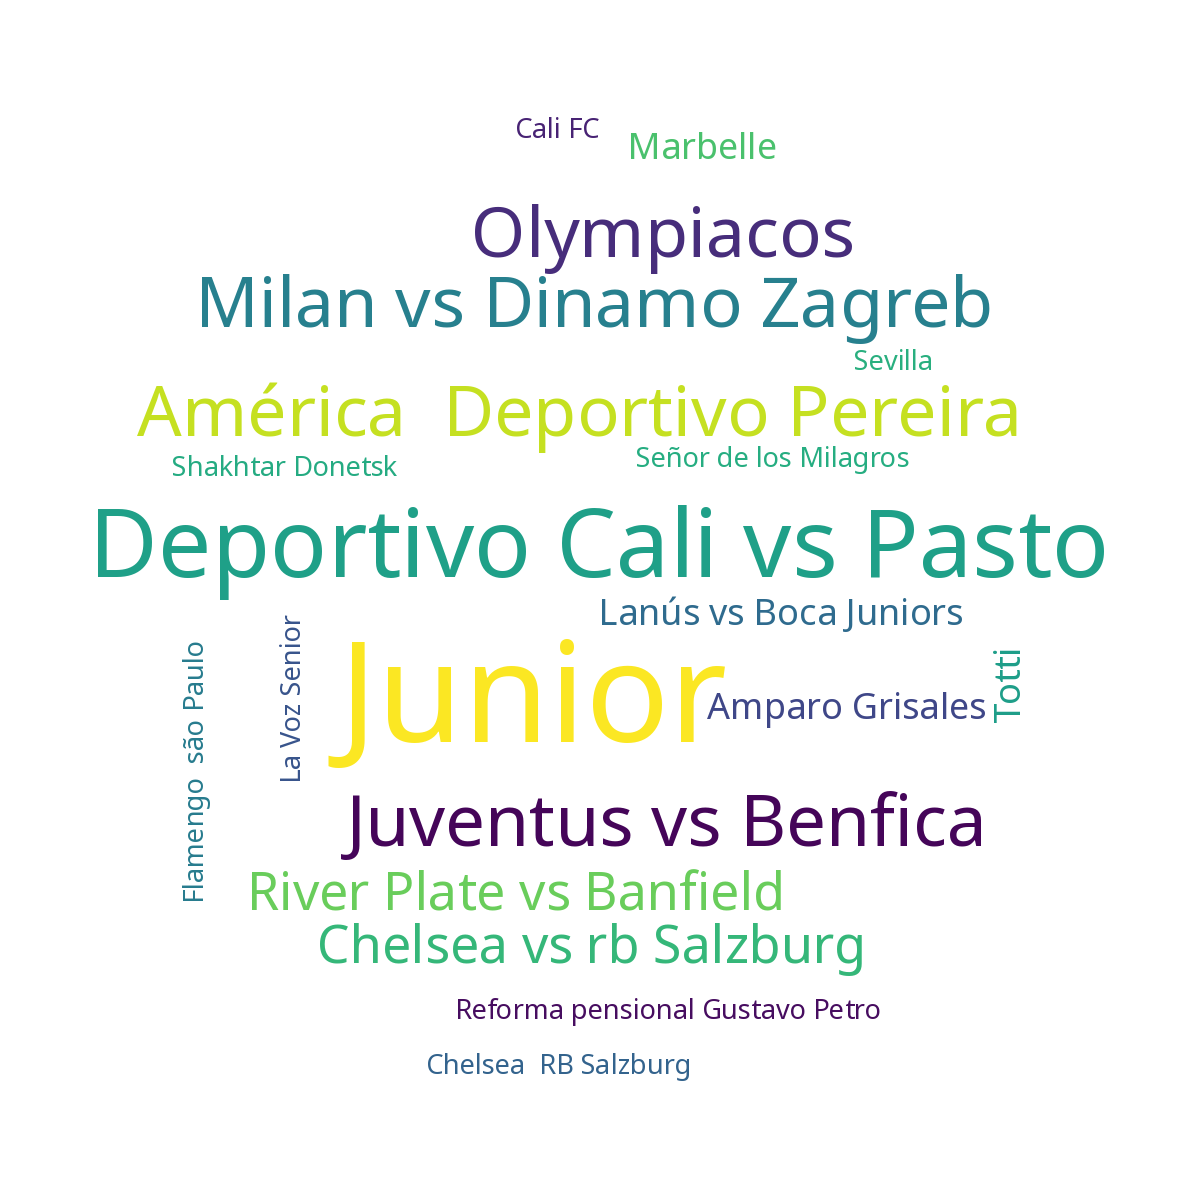 Cali FC
Marbelle
Olympiacos
Milan vs Dinamo Zagreb
Sevilla
América  Deportivo Pereira
Señor de los Milagros
Shakhtar Donetsk
Deportivo Cali vs Pasto
Lanús vs Boca Juniors
La Voz Senior
Flamengo  são Paulo
Junior
Amparo Grisales
Totti
Juventus vs Benfica
River Plate vs Banfield
Chelsea vs rb Salzburg
Reforma pensional Gustavo Petro
Chelsea  RB Salzburg